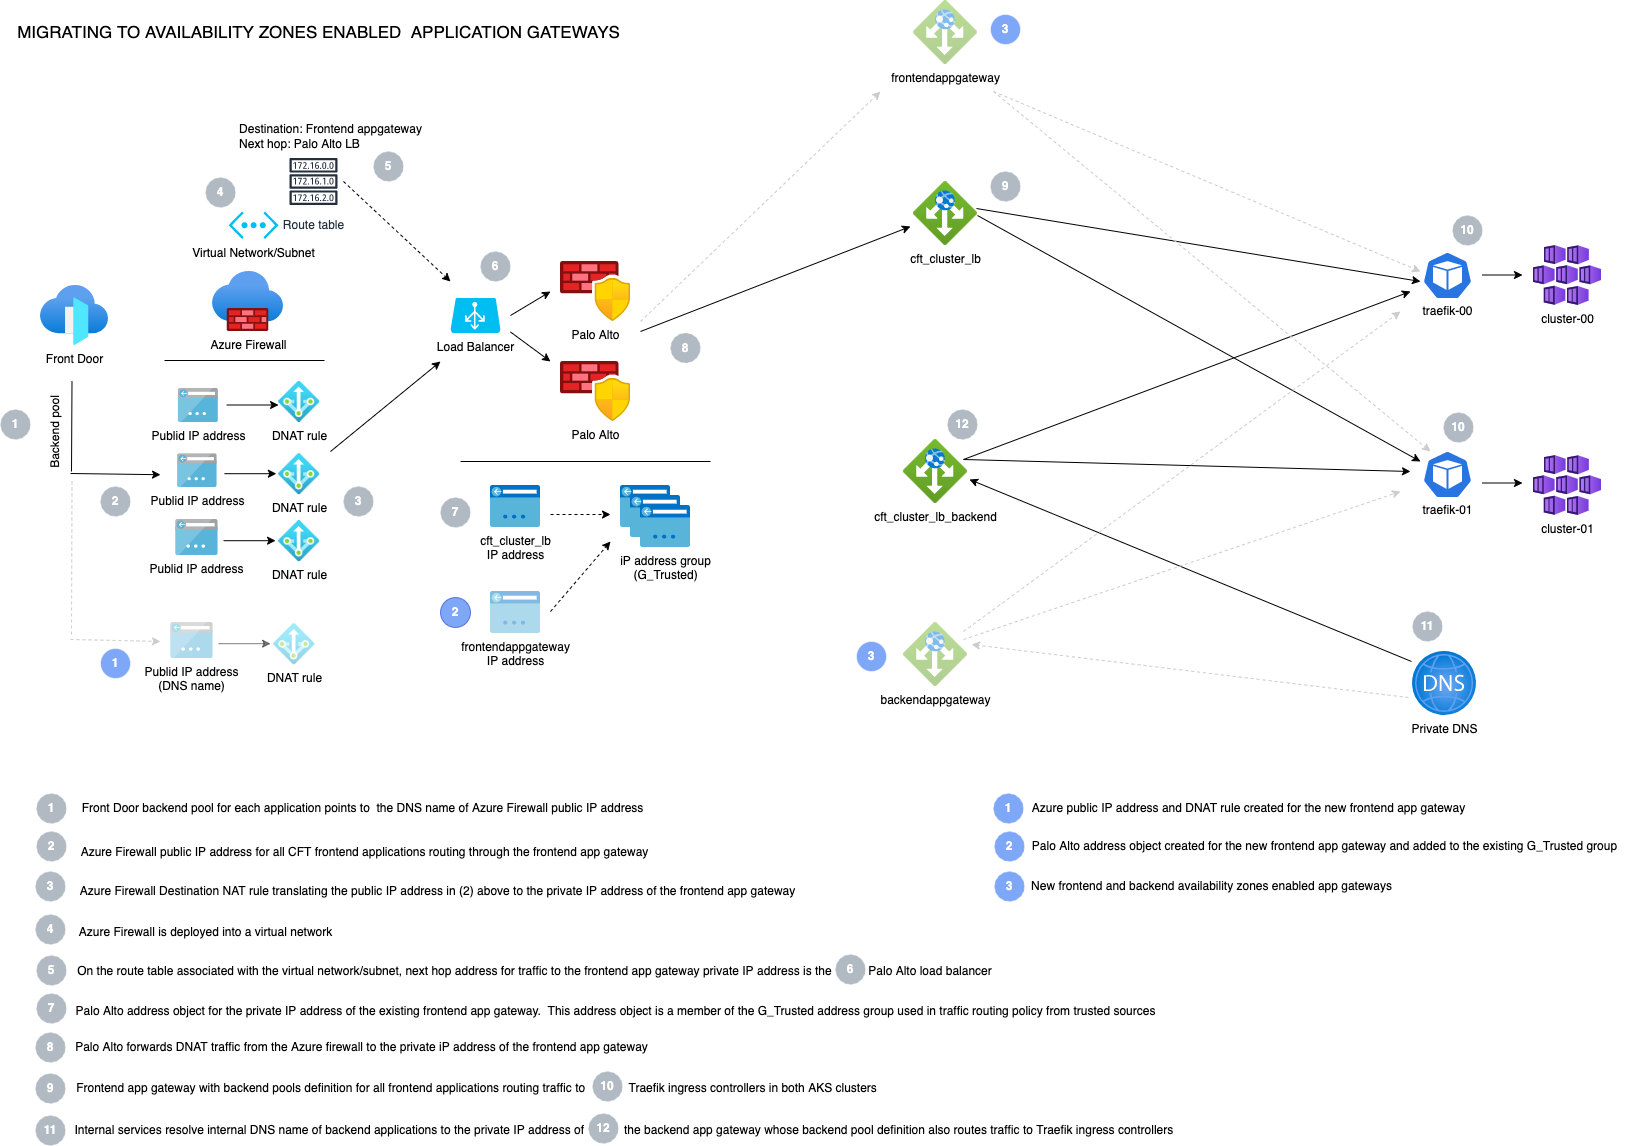 MIGRATING TO AVAILABILITY ZONES ENABLED  APPLICATION GATEWAYS
3
frontendappgateway
Destination: Frontend appgateway
Next hop: Palo Alto LB
172.16.0.0
172.16.1.0
172.16.2.0
5
4
Route table
Virtual Network/Subnet
9
cft_cluster_lb
6
Front Door
Azure Firewall
Load Balancer
Palo Alto
8
Palo Alto
10
traefik-00
cluster-00
1
Backend pool
Publid IP address
DNAT rule
Publid IP address
DNAT rule
2
3
Publid IP address
DNAT rule
1
Publid IP address
(DNS name)
DNAT rule
7
cft_cluster_lb
IP address
iP address group
(G_Trusted)
2
frontendappgateway
IP address
12
cft_cluster_lb_backend
10
traefik-01
cluster-01
3
backendappgateway
11
DNS
Private DNS
1 Front Door backend pool for each application points to  the DNS name of Azure Firewall public IP address
2 Azure Firewall public IP address for all CFT frontend applications routing through the frontend app gateway
3 Azure Firewall Destination NAT rule translating the public IP address in (2) above to the private IP address of the frontend app gateway
4 Azure Firewall is deployed into a virtual network
5 On the route table associated with the virtual network/subnet, next hop address for traffic to the frontend app gateway private IP address is the 6 Palo Alto load balancer
7 Palo Alto address object for the private IP address of the existing frontend app gateway.  This address object is a member of the G_Trusted address group used in traffic routing policy from trusted sources
8 Palo Alto forwards DNAT traffic from the Azure firewall to the private iP address of the frontend app gateway
9 Frontend app gateway with backend pools definition for all frontend applications routing traffic to 10 Traefik ingress controllers in both AKS clusters
11 Internal services resolve internal DNS name of backend applications to the private IP address of 12 the backend app gateway whose backend pool definition also routes traffic to Traefik ingress controllers
1 Azure public IP address and DNAT rule created for the new frontend app gateway
2 Palo Alto address object created for the new frontend app gateway and added to the existing G_Trusted group
3 New frontend and backend availability zones enabled app gateways